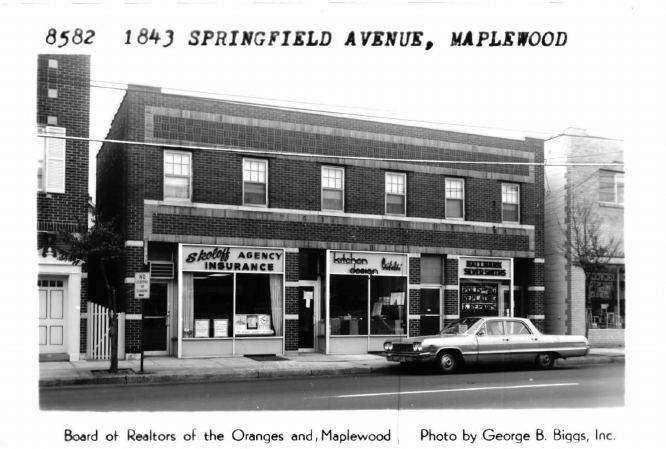 8582 1843 SPRINGFIELD AVENUE, MAPLEWOOD
Skoloff AGENCY
INSURANCE
kitchen
design
HALLMARK
SILVERSMITHS
NO
Board of Realtors of the Oranges and, Maplewood Photo by George B. Biggs, Inc.